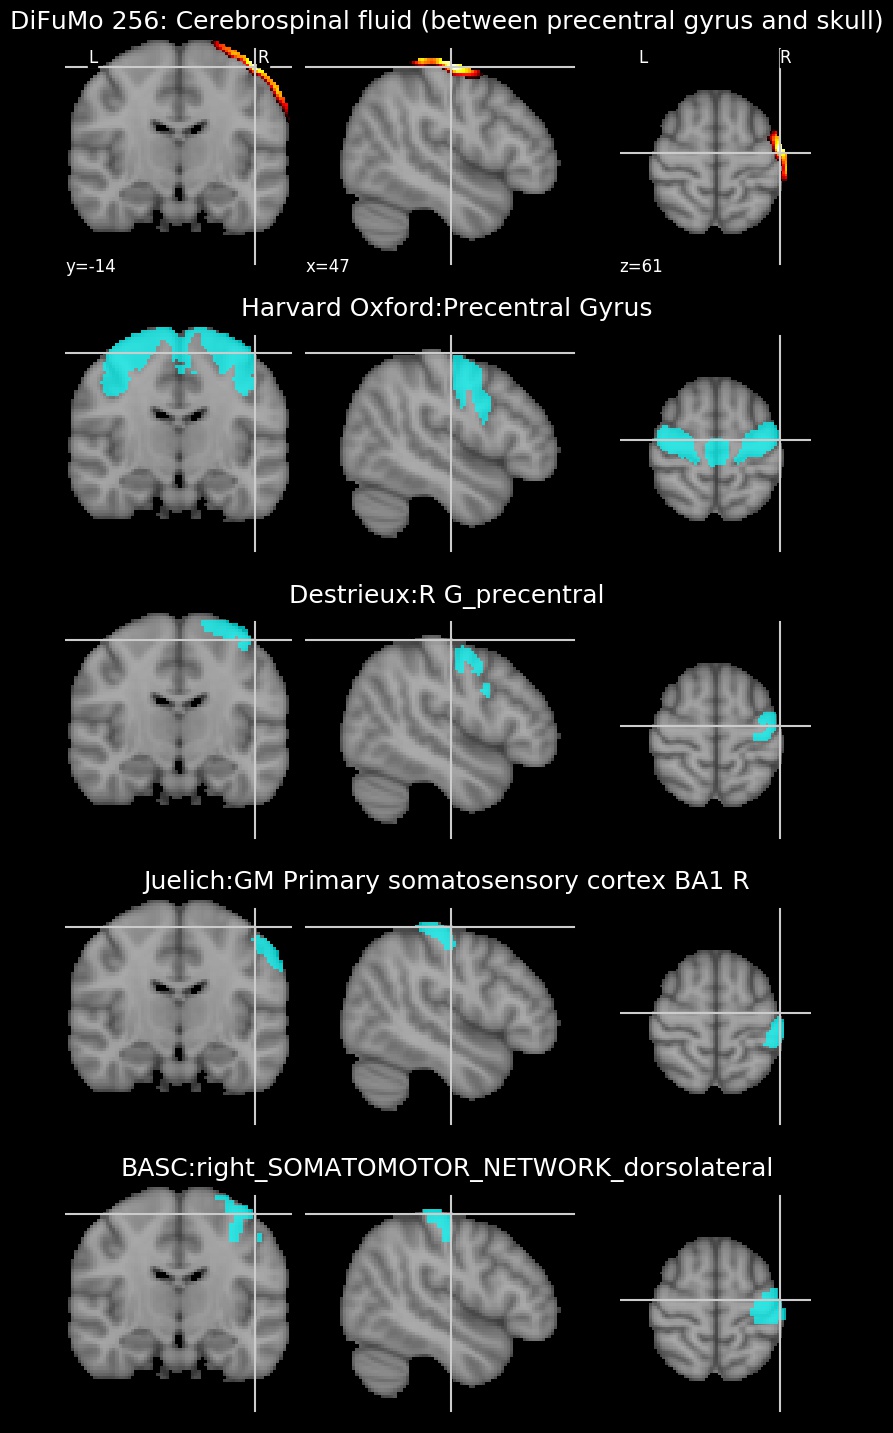 DiFuMo 256: Cerebrospinal fluid (between precentral gyrus and skull)
L R L R
y=-14 x=47 z=61
Harvard Oxford:Precentral Gyrus
Destrieux:R G_precentral
Juelich:GM Primary somatosensory cortex BA1 R
BASC:right_SOMATOMOTOR_NETWORK_dorsolateral